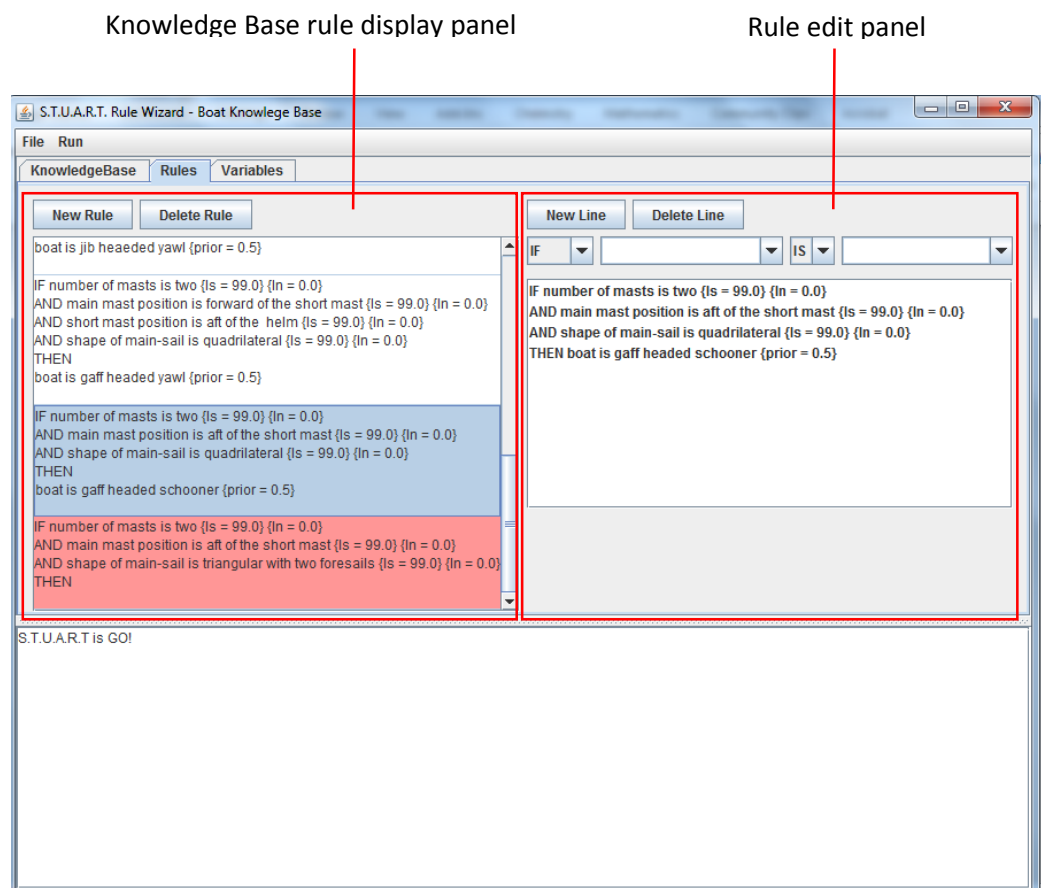 Knowledge Base rule display panel
Rule edit panel
S.T.U.A.R.T. Rule Wizard - Boat Knowlege Base
File Run
KnowledgeBase Rules Variables
New Rule Delete Rule
boat is jib heaeded yawl {prior = 0.5}
IF number of masts is two {ls = 99.0} {ln = 0.0}
AND main mast position is forward of the short mast {ls = 99.0} {ln = 0.0}
AND short mast position is aft of the helm {ls = 99.0} {ln = 0.0}
AND shape of main-sail is quadrilateral {ls = 99.0} {ln = 0.0}
THEN
boat is gaff headed yawl {prior = 0.5}
IF number of masts is two {ls = 99.0} {ln = 0.0}
AND main mast position is aft of the short mast {ls = 99.0} {ln = 0.0}
AND shape of main-sail is quadrilateral {ls = 99.0} {ln = 0.0}
THEN
boat is gaff headed schooner {prior = 0.5}
IF number of masts is two {ls = 99.0} {ln = 0.0}
AND main mast position is aft of the short mast {ls = 99.0} {ln = 0.0}
AND shape of main-sail is triangular with two foresails {ls = 99.0} {ln = 0.0}
THEN
New Line Delete Line
IF IS
IF number of masts is two {ls = 99.0} {ln = 0.0}
AND main mast position is aft of the short mast {ls = 99.0} {ln = 0.0}
AND shape of main-sail is quadrilateral {ls = 99.0} {ln = 0.0}
THEN boat is gaff headed schooner {prior = 0.5}
S.T.U.A.R.T is GO!